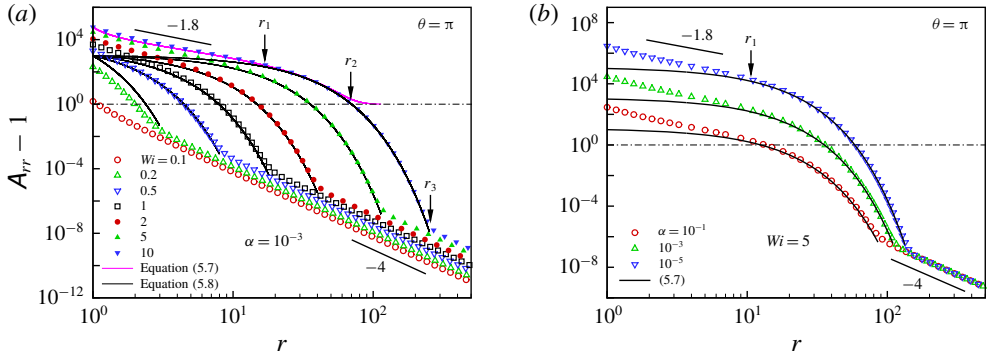 (a)
−1.8
r1
θ = π
10^4
r2
10^0
A_rr − 1
10^−4
Wi = 0.1
0.2
0.5
1
r3
10^−8
2
5
α = 10^−3
10
−4
Equation (5.7)
Equation (5.8)
10^−12
10^0
10^1
10^2
r
(b)
θ = π
10^8
−1.8
r1
10^4
10^0
10^−4
α = 10^−1
10^−3
Wi = 5
10^−5
10^−8
(5.7)
−4
10^0
10^1
10^2
r